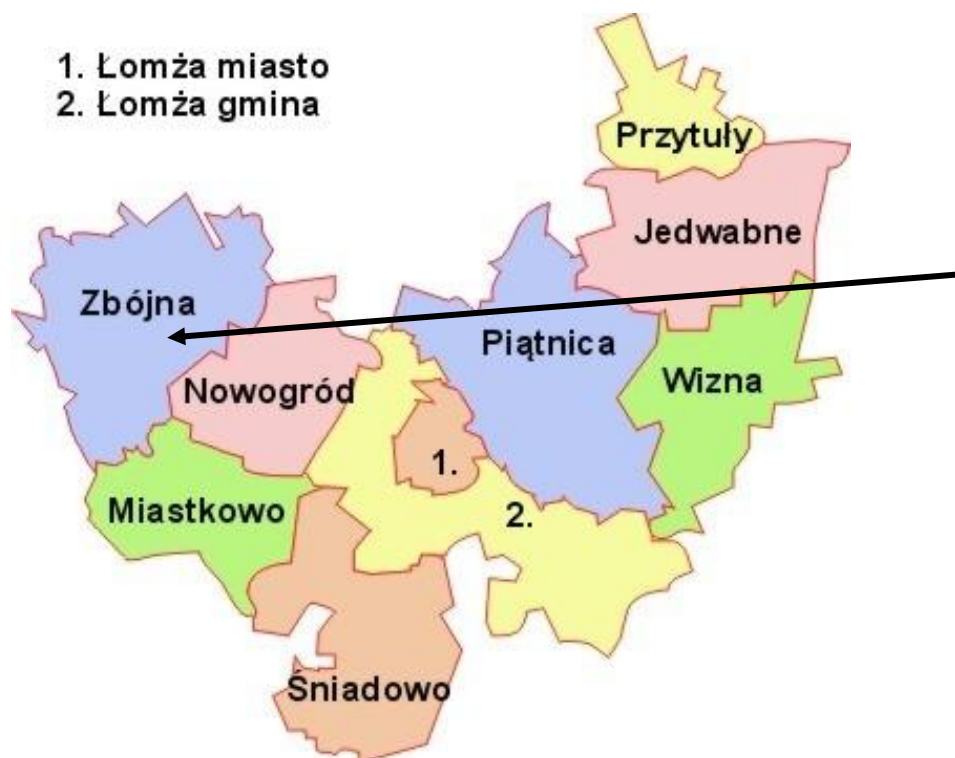 1. Łomża miasto
2. Łomża gmina
Przytuły
Jedwabne
Zbójna
Piątnica
Wizna
Nowogród
1.
Miastkowo
2.
Śniadowo